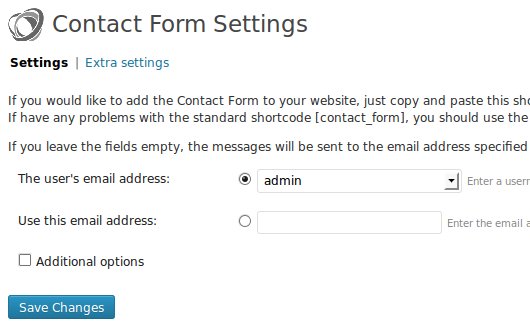 Contact Form Settings
Settings | Extra settings
If you would like to add the Contact Form to your website, just copy and paste this
If have any problems with the standard shortcode [contact_form], you should use the
If you leave the fields empty, the messages will be sent to the email address specified
The user's email address: admin Enter a
Use this email address: Enter the email
Additional options
Save Changes